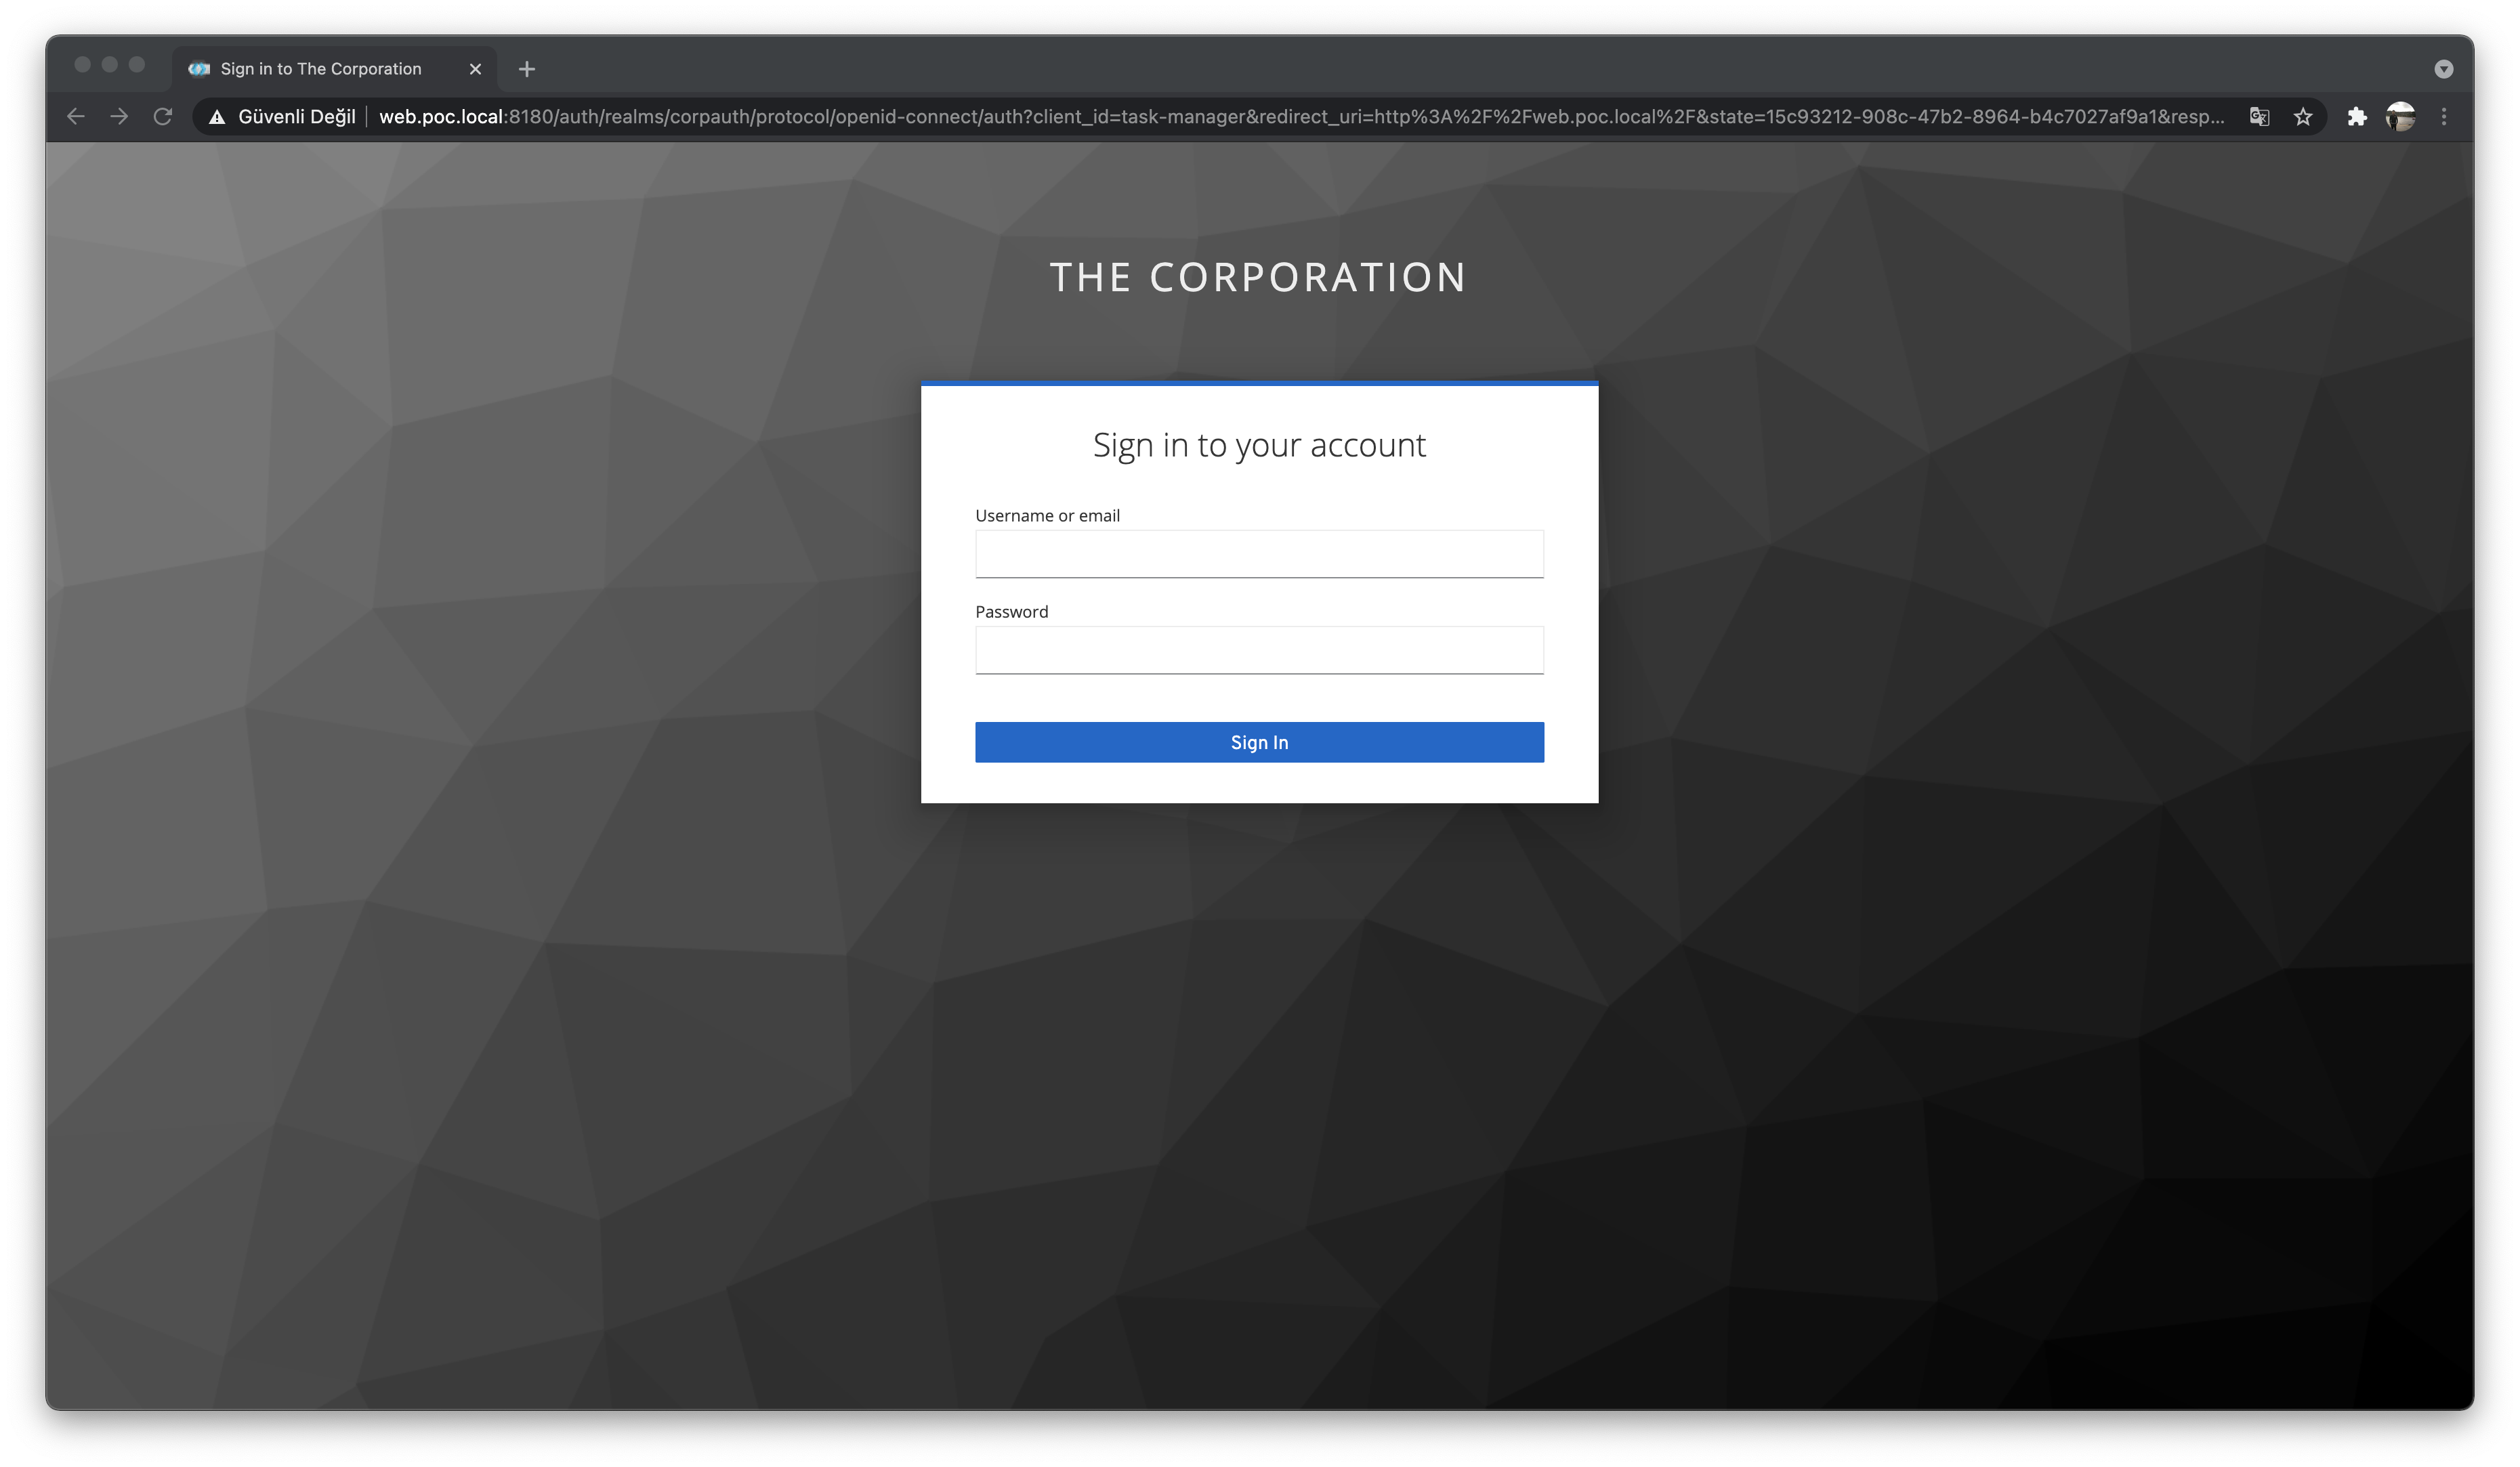 Sign in to The Corporation
Güvenli Değil web.poc.local:8180/auth/realms/corpauth/protocol/openid-connect/auth?client_id=task-manager&redirect_uri=http%3A%2F%2Fweb.poc.local%2F&state=15c93212-908c-47b2-8964-b4c7027af9a1&resp...
THE CORPORATION
Sign in to your account
Username or email
Password
Sign In